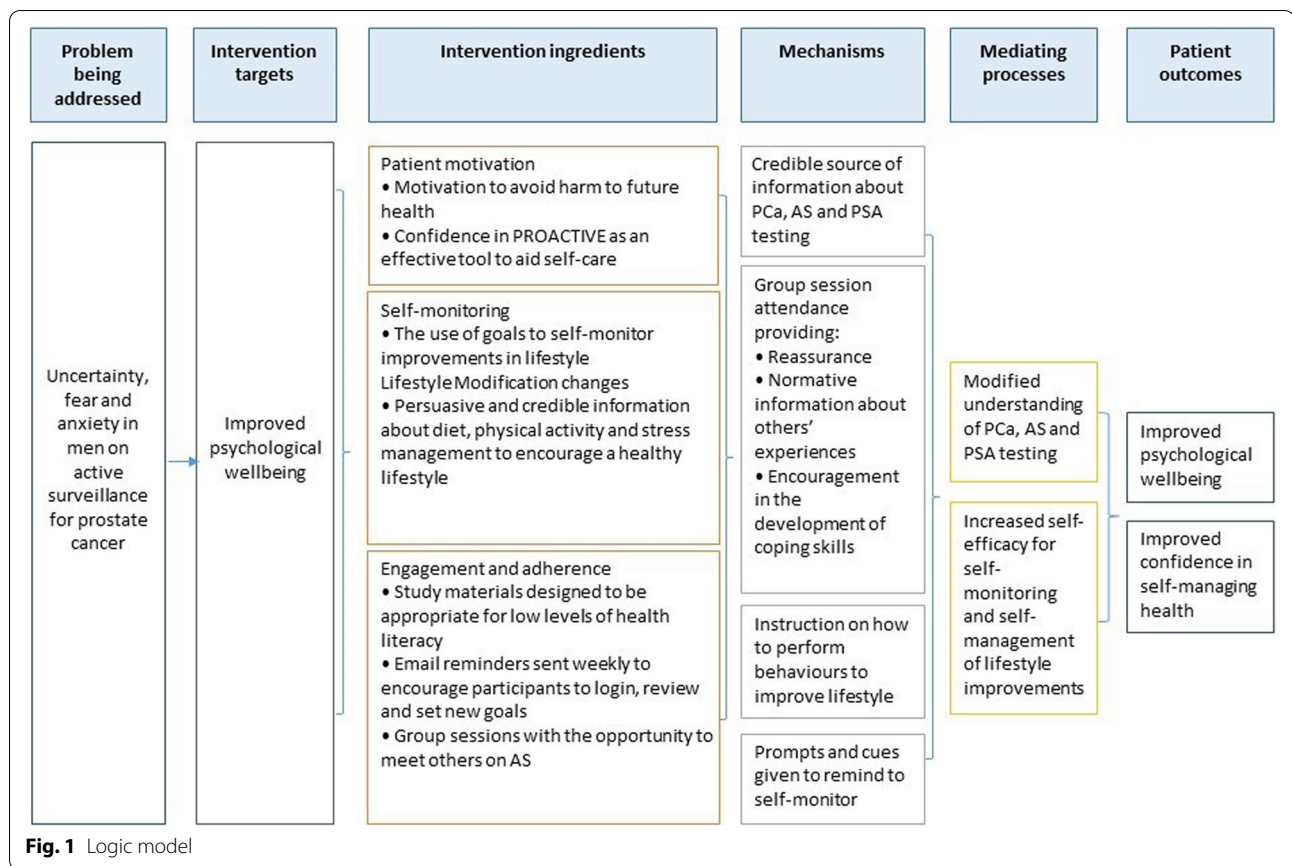 Problem
being
addressed
Intervention
targets
Intervention ingredients
Mechanisms
Mediating
processes
Patient
outcomes
Uncertainty,
fear and
anxiety in
men on
active
surveillance
for prostate
cancer
Improved
psychological
wellbeing
Patient motivation
• Motivation to avoid harm to future
health
• Confidence in PROACTIVE as an
effective tool to aid self-care
Self-monitoring
• The use of goals to self-monitor
improvements in lifestyle
Lifestyle Modification changes
• Persuasive and credible information
about diet, physical activity and stress
management to encourage a healthy
lifestyle
Engagement and adherence
• Study materials designed to be
appropriate for low levels of health
literacy
• Email reminders sent weekly to
encourage participants to login, review
and set new goals
• Group sessions with the opportunity to
meet others on AS
Credible source of
information about
PCa, AS and PSA
testing
Group session
attendance
providing:
• Reassurance
• Normative
information about
others’
experiences
• Encouragement
in the
development of
coping skills
Instruction on how
to perform
behaviours to
improve lifestyle
Prompts and cues
given to remind to
self-monitor
Modified
understanding
of PCa, AS and
PSA testing
Increased self-
efficacy for
self-
monitoring
and self-
management
of lifestyle
improvements
Improved
psychological
wellbeing
Improved
confidence in
self-managing
health
Fig. 1 Logic model